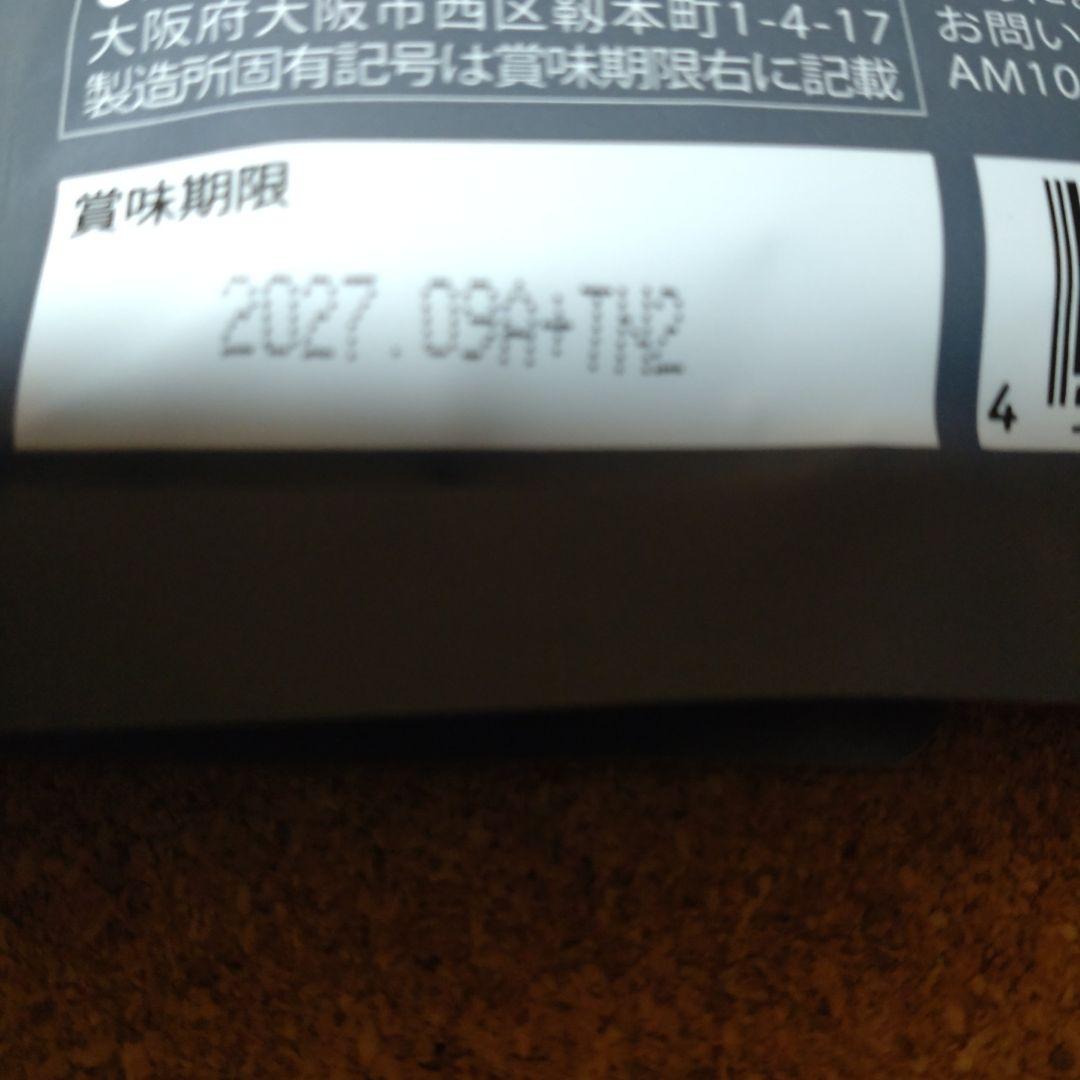 大阪府大阪市西区靱本町1-4-17
製造所固有記号は賞味期限右に記載
お問い
AM10
賞味期限
2027.09A+TN2
4